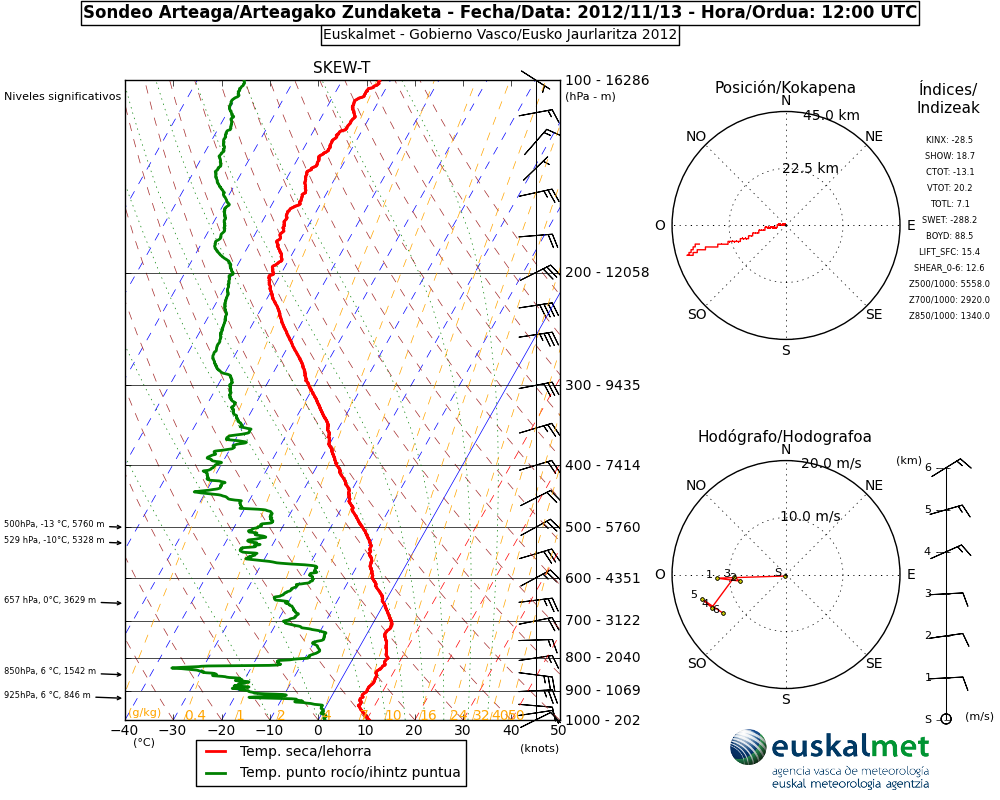 Sondeo Arteaga/Arteagako Zundaketa - Fecha/Data: 2012/11/13 - Hora/Ordua: 12:00 UTC
Euskalmet - Gobierno Vasco/Eusko Jaurlaritza 2012
SKEW-T
Niveles significativos
100 - 16286
(hPa - m)
200 - 12058
300 - 9435
400 - 7414
500 - 5760
600 - 4351
700 - 3122
800 - 2040
900 - 1069
1000 - 202
500hPa, -13 °C, 5760 m
529 hPa, -10°C, 5328 m
657 hPa, 0°C, 3629 m
850hPa, 6 °C, 1542 m
925hPa, 6 °C, 846 m
(g/kg) 0.4 1 2 4 7 10 16 24 32 40 50
−40 −30 −20 −10 0 10 20 30 40 50
(°C)
(knots)
Temp. seca/lehorra
Temp. punto rocío/ihintz puntua
Posición/Kokapena
N
45.0 km
NO
NE
22.5 km
O
E
SO
SE
S
Índices/
Indizeak
KINX: -28.5
SHOW: 18.7
CTOT: -13.1
VTOT: 20.2
TOTL: 7.1
SWET: -288.2
BOYD: 88.5
LIFT_SFC: 15.4
SHEAR_0-6: 12.6
Z500/1000: 5558.0
Z700/1000: 2920.0
Z850/1000: 1340.0
Hodógrafo/Hodografoa
N
20.0 m/s
NO
NE
10.0 m/s
O
E
S
1
2
3
4
5
6
SO
SE
S
(km)
6
5
4
3
2
1
S
(m/s)
euskalmet
agencia vasca de meteorología
euskal meteorologia agentzia